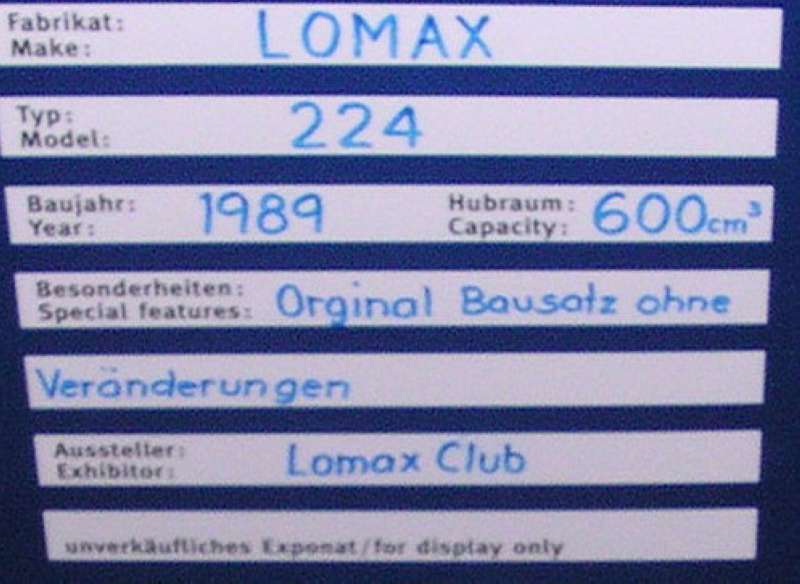 Fabrikat:
Make: LOMAX
Typ:
Model: 224
Baujahr: Hubraum:
Year: 1989 Capacity: 600cm³
Besonderheiten:
Special features: Orginal Bausatz ohne
Veränderungen
Aussteller:
Exhibitor: Lomax Club
unverkäufliches Exponat/for display only